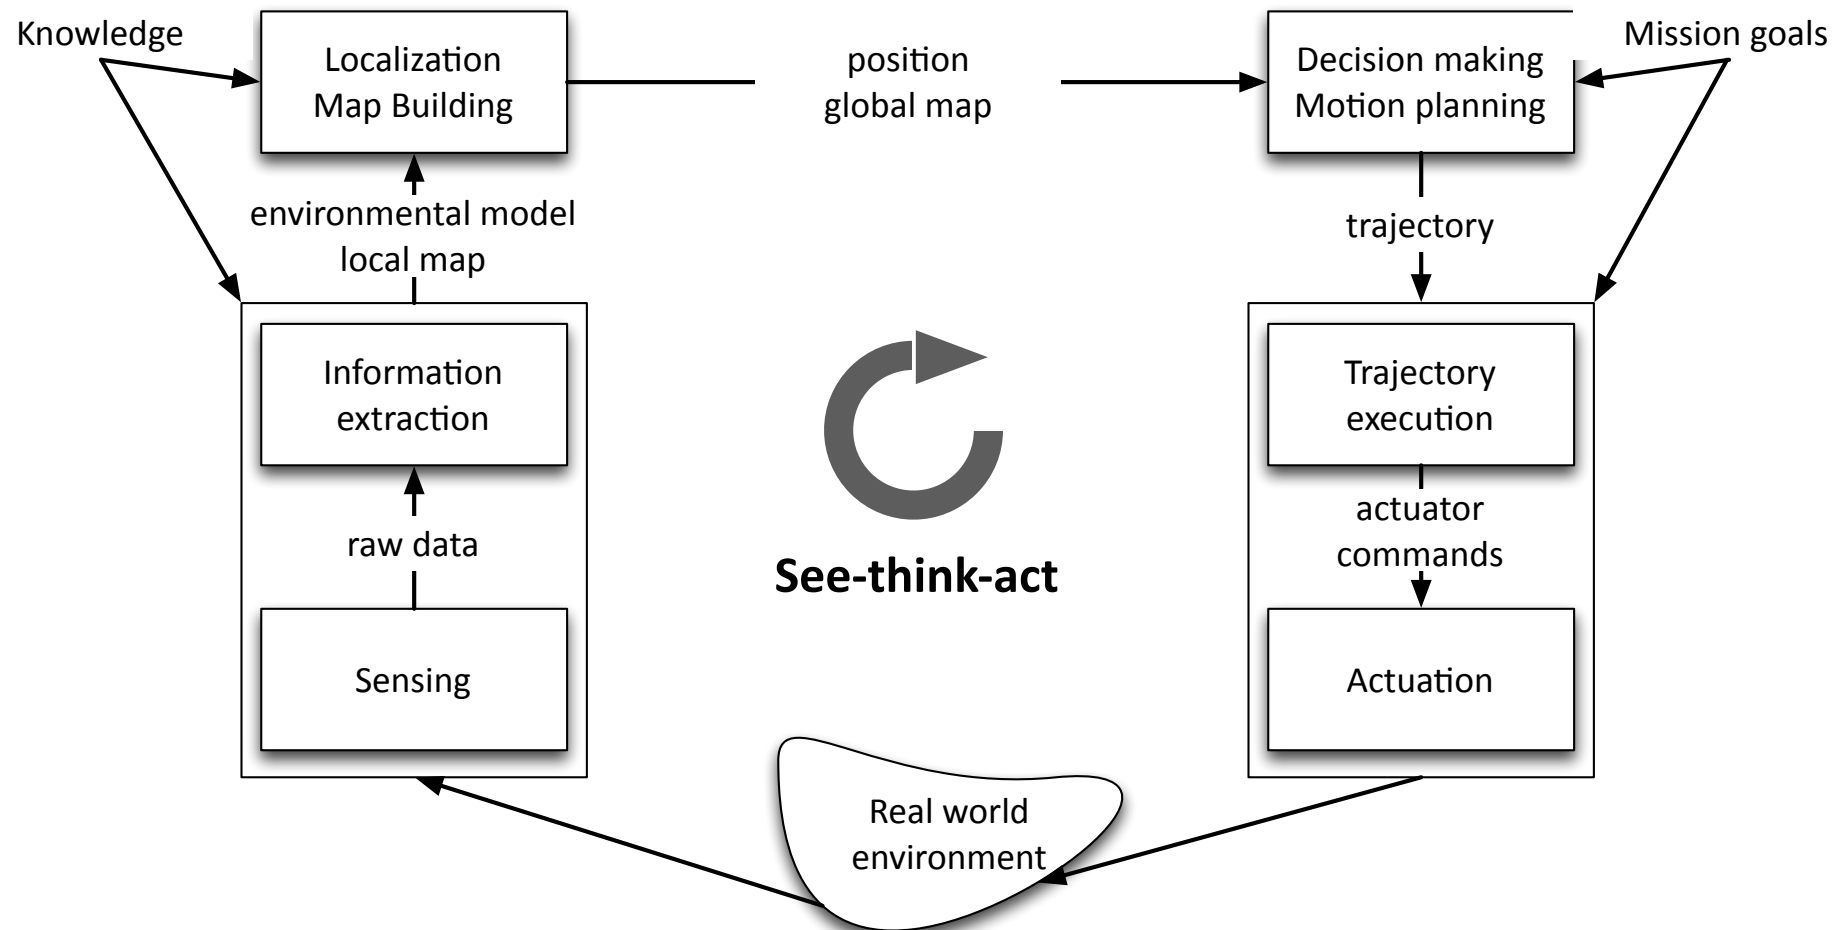 Knowledge
Localization
Map Building
position
global map
Decision making
Motion planning
Mission goals
environmental model
local map
trajectory
Information
extraction
Trajectory
execution
raw data
actuator
commands
See-think-act
Sensing
Actuation
Real world
environment